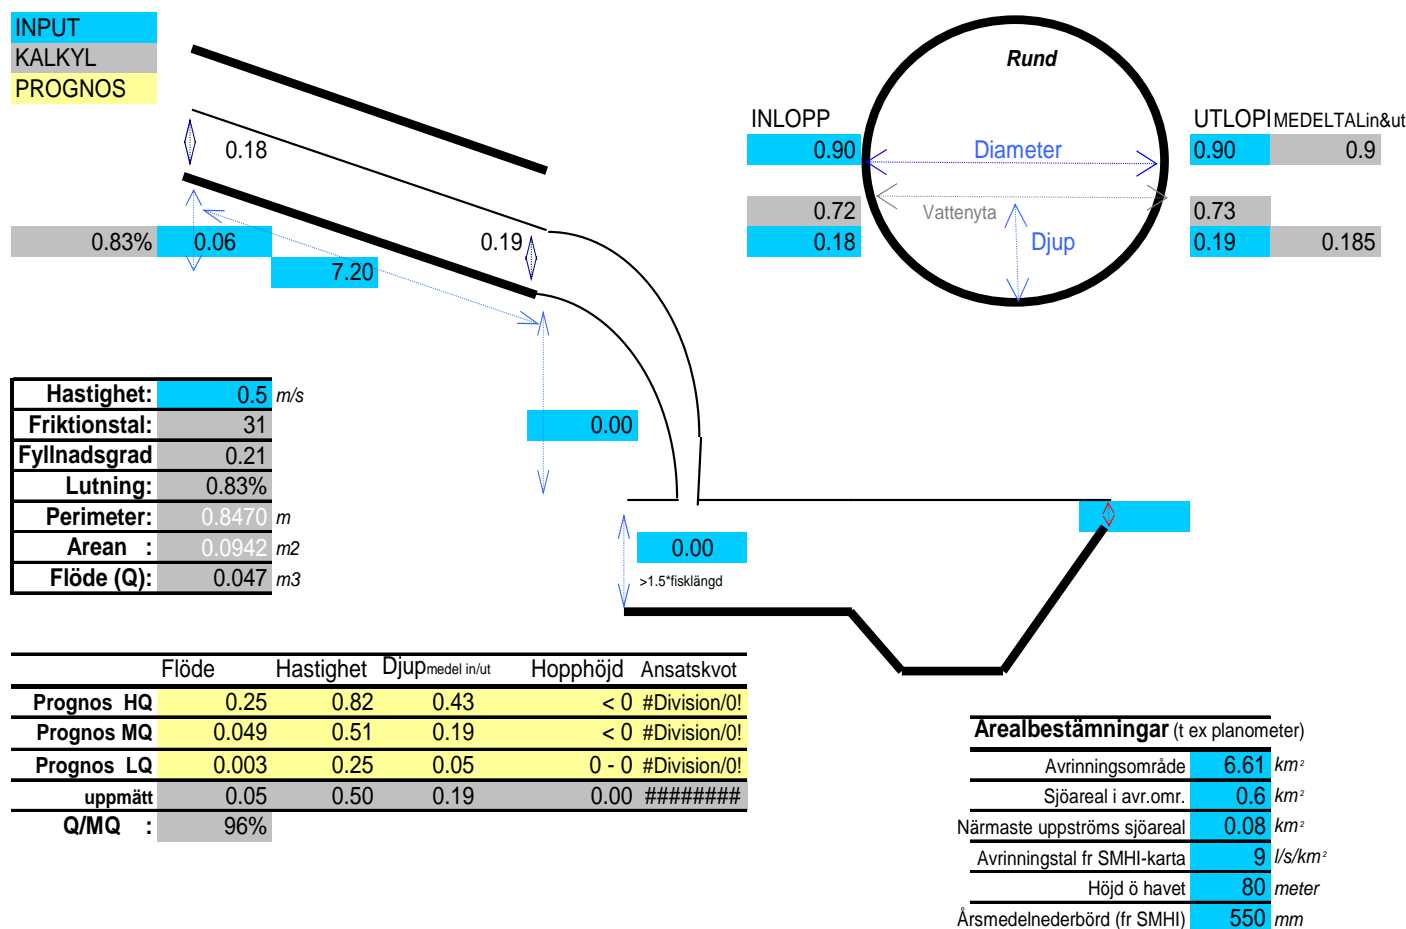 INPUT
KALKYL
PROGNOS
Rund
INLOPP
UTLOPI MEDELTALin&ut
0.90 Diameter 0.90 0.9
0.18
0.72 Vattenyta 0.73
0.83% 0.06 0.19 0.18 Djup 0.19 0.185
7.20
Hastighet: 0.5 m/s
Friktionstal: 31 0.00
Fyllnadsgrad 0.21
Lutning: 0.83%
Perimeter: 0.8470 m
Arean : 0.0942 m2 0.00
Flöde (Q): 0.047 m3 >1.5*fisklängd
Flöde Hastighet Djup medel in/ut Hopphöjd Ansatskvot
Prognos HQ 0.25 0.82 0.43 < 0 #Division/0!
Prognos MQ 0.049 0.51 0.19 < 0 #Division/0!
Prognos LQ 0.003 0.25 0.05 0 - 0 #Division/0!
uppmätt 0.05 0.50 0.19 0.00 ########
Q/MQ : 96%
Arealbestämningar (t ex planometer)
Avrinningsområde 6.61 km²
Sjöareal i avr.omr. 0.6 km²
Närmaste uppströms sjöareal 0.08 km²
Avrinningstal fr SMHI-karta 9 l/s/km²
Höjd ö havet 80 meter
Årsmedelnederbörd (fr SMHI) 550 mm